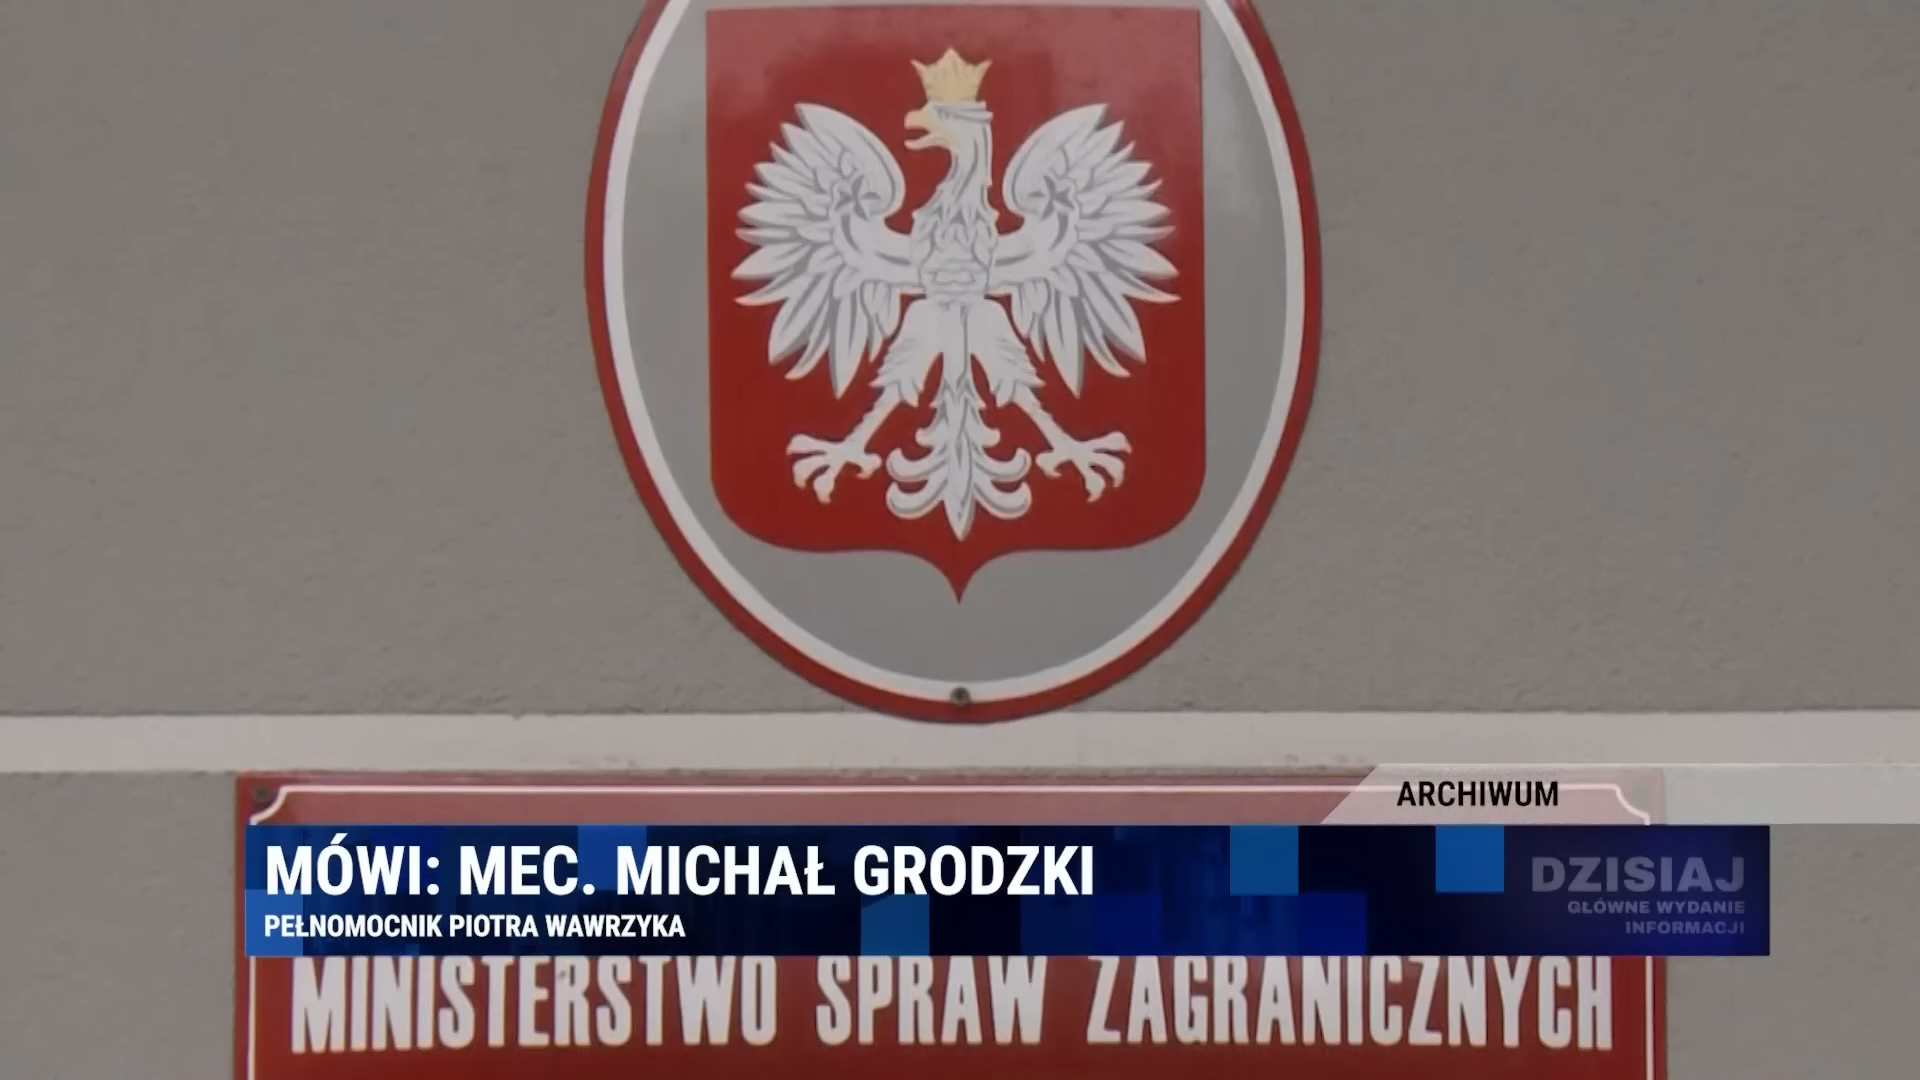 ARCHIWUM
MÓWI: MEC. MICHAŁ GRODZKI
PEŁNOMOCNIK PIOTRA WAWRZYKA
DZISIAJ
GŁÓWNE WYDANIE
INFORMACJI
MINISTERSTWO SPRAW ZAGRANICZNYCH